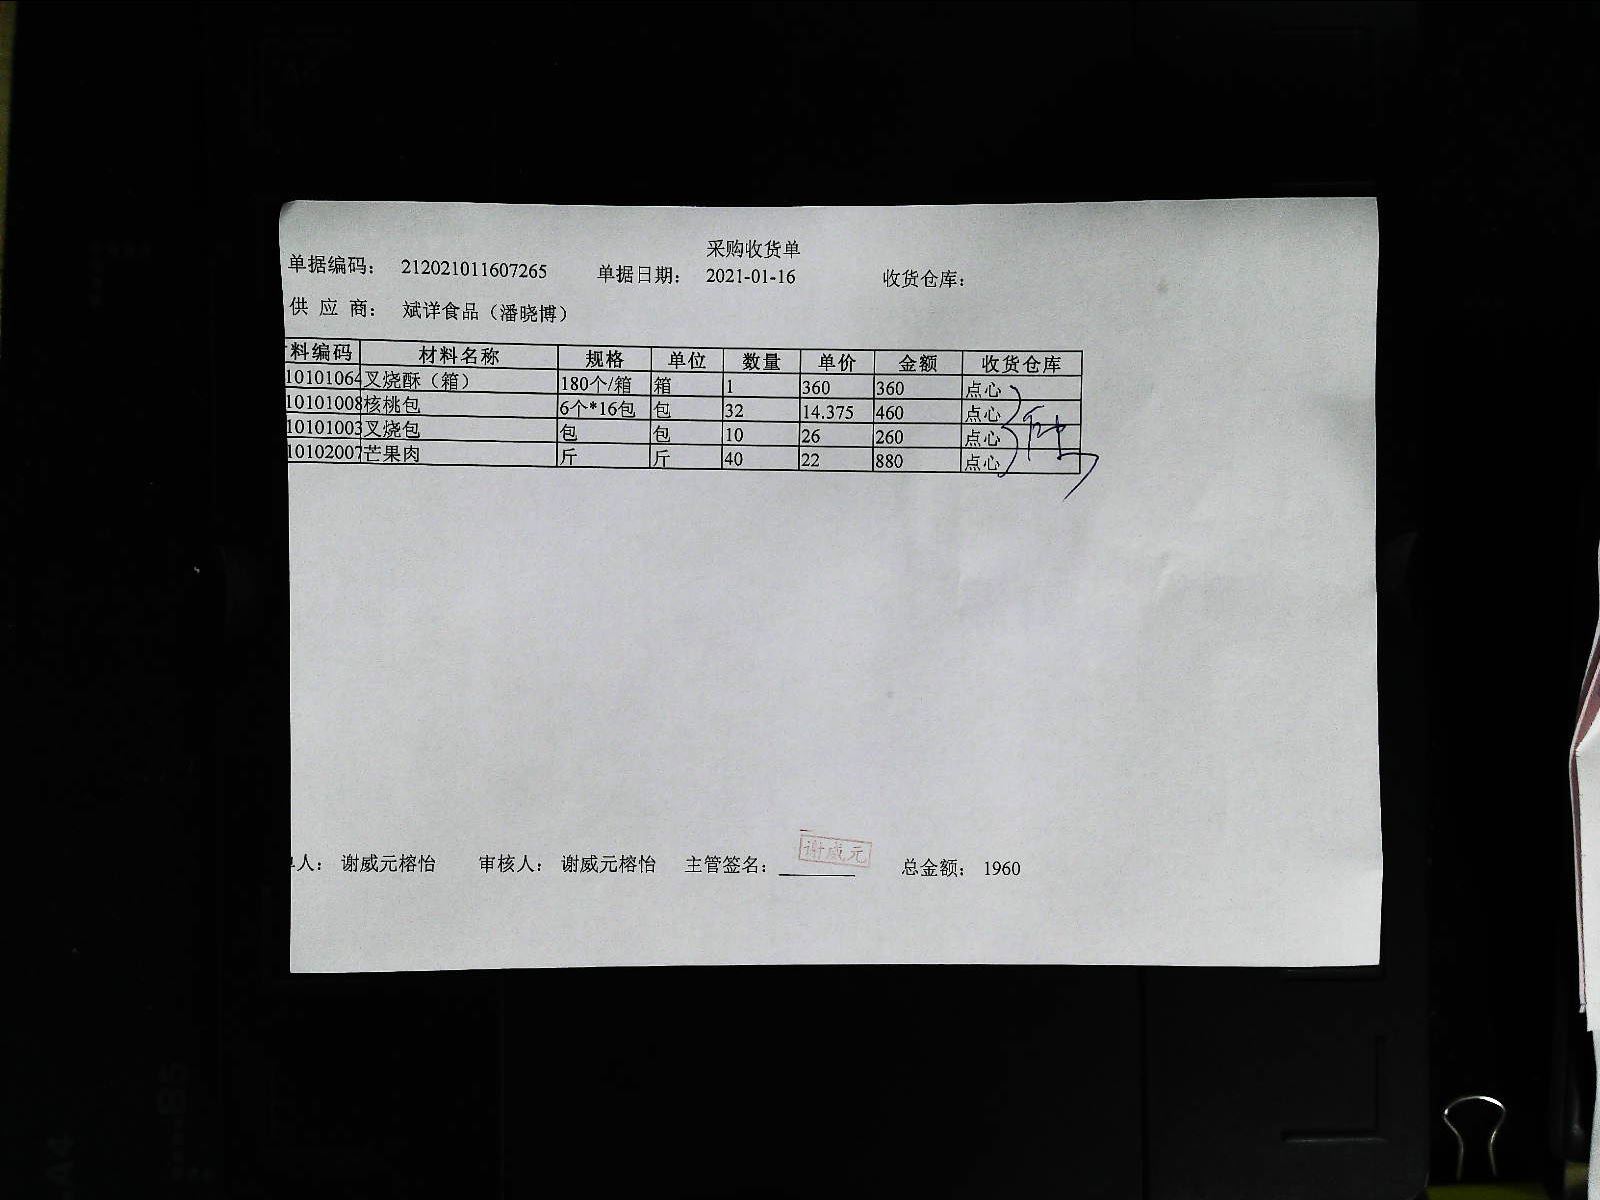 采购收货单
单据编码： 212021011607265 单据日期： 2021-01-16 收货仓库：
供 应 商： 斌洋食品（潘晓博）
料编码 材料名称 规格 单位 数量 单价 金额 收货仓库
10101064 叉烧酥（箱） 180个/箱 箱 1 360 360 点心
10101008 核桃包 6个*16包 包 32 14.375 460 点心
10101003 叉烧包 包 包 10 26 260 点心
10102007 芒果肉 斤 斤 40 22 880 点心
谢威元
人： 谢威元榕怡 审核人： 谢威元榕怡 主管签名： 总金额： 1960